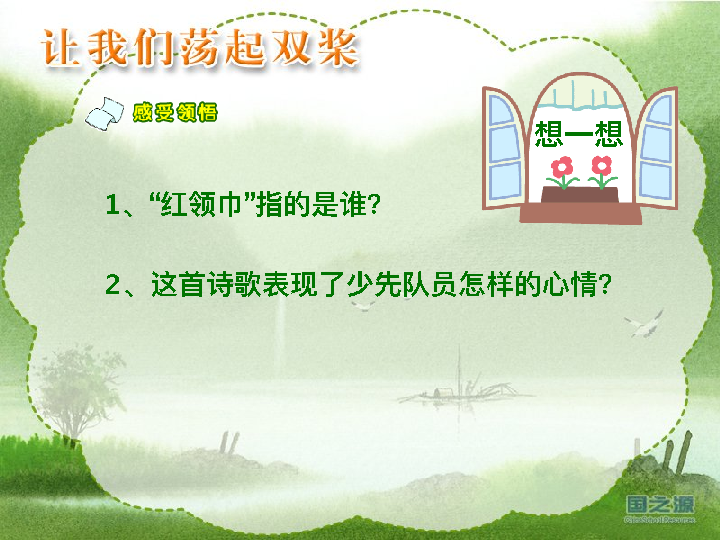 让我们荡起双桨
感受领悟
想一想
1、“红领巾”指的是谁？
2、这首诗歌表现了少先队员怎样的心情？
国之源